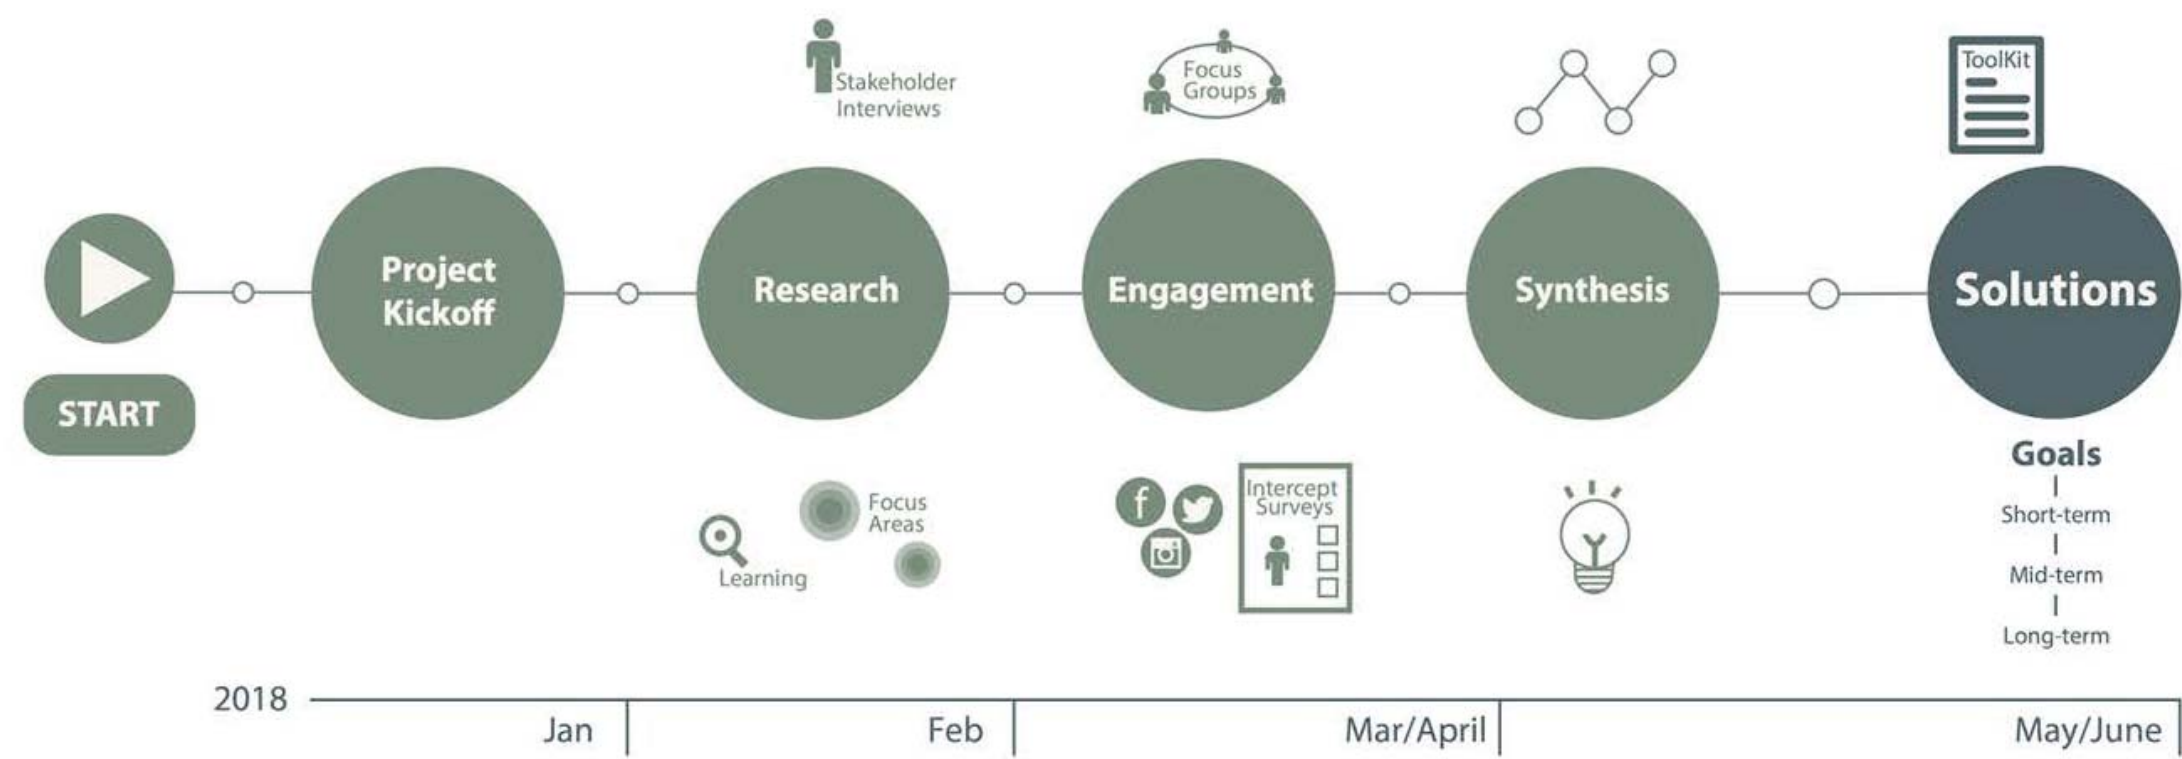 Stakeholder
Interviews
Focus
Groups
ToolKit
Project
Kickoff
Research
Engagement
Synthesis
Solutions
START
Goals
Short-term
Mid-term
Long-term
Learning
Focus
Areas
Intercept
Surveys
2018
Jan
Feb
Mar/April
May/June